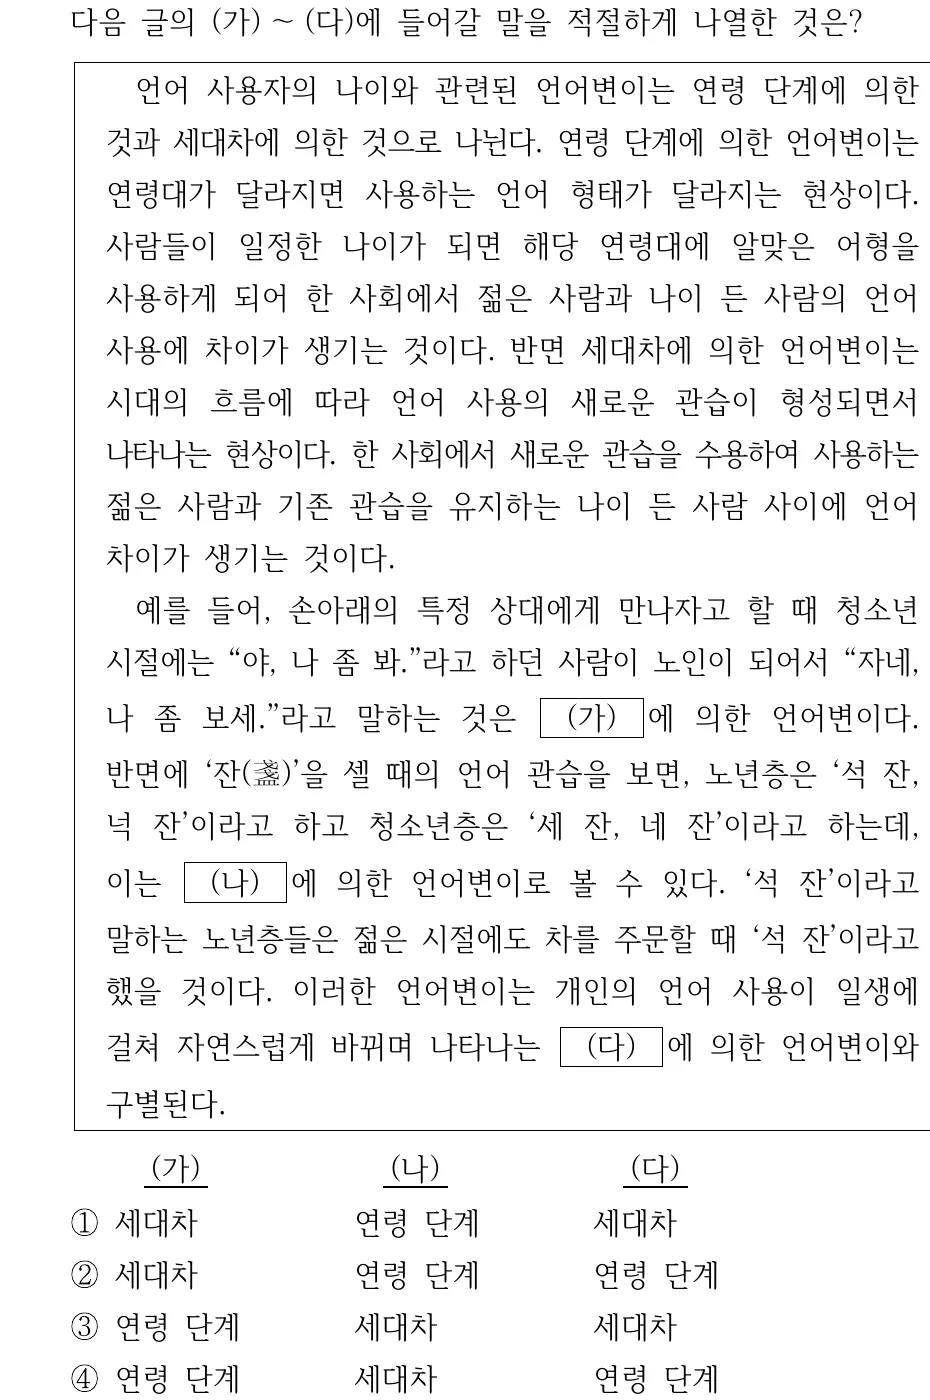 다음 글의 (가) ~ (다)에 들어갈 말을 적절하게 나열한 것은?
언어 사용자의 나이와 관련된 언어변이는 연령 단계에 의한
것과 세대차에 의한 것으로 나뉜다. 연령 단계에 의한 언어변이는
연령대가 달라지면 사용하는 언어 형태가 달라지는 현상이다.
사람들이 일정한 나이가 되면 해당 연령대에 알맞은 어형을
사용하게 되어 한 사회에서 젊은 사람과 나이 든 사람의 언어
사용에 차이가 생기는 것이다. 반면 세대차에 의한 언어변이는
시대의 흐름에 따라 언어 사용의 새로운 관습이 형성되면서
나타나는 현상이다. 한 사회에서 새로운 관습을 수용하여 사용하는
젊은 사람과 기존 관습을 유지하는 나이 든 사람 사이에 언어
차이가 생기는 것이다.
예를 들어, 손아래의 특정 상대에게 만나자고 할 때 청소년
시절에는 “야, 나 좀 봐.”라고 하던 사람이 노인이 되어서 “자네,
나 좀 보세.”라고 말하는 것은 (가) 에 의한 언어변이다.
반면에 ‘잔(盞)’을 셀 때의 언어 관습을 보면, 노년층은 ‘석 잔,
넉 잔’이라고 하고 청소년층은 ‘세 잔, 네 잔’이라고 하는데,
이는 (나) 에 의한 언어변이로 볼 수 있다. ‘석 잔’이라고
말하는 노년층들은 젊은 시절에도 차를 주문할 때 ‘석 잔’이라고
했을 것이다. 이러한 언어변이는 개인의 언어 사용이 일생에
걸쳐 자연스럽게 바뀌며 나타나는 (다) 에 의한 언어변이와
구별된다.
(가) (나) (다)
① 세대차 연령 단계 세대차
② 세대차 연령 단계 연령 단계
③ 연령 단계 세대차 세대차
④ 연령 단계 세대차 연령 단계